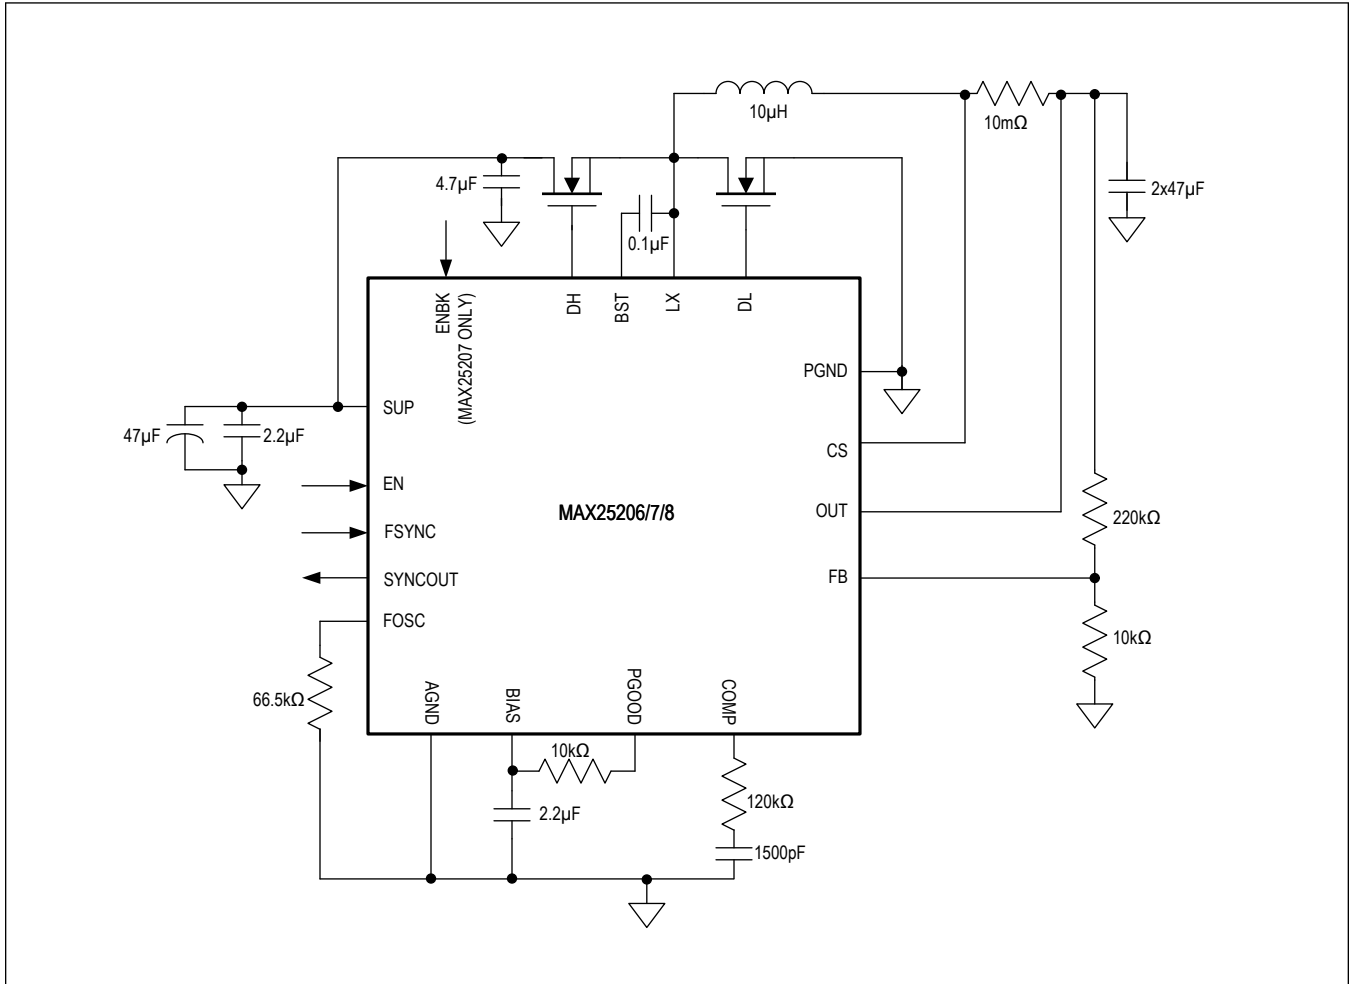 10µH
10mΩ
4.7µF
2x47µF
0.1µF
ENBK
(MAX25207 ONLY)
DH
BST
LX
DL
PGND
SUP
47µF
2.2µF
CS
EN
MAX25206/7/8
OUT
220kΩ
FSYNC
SYNCOUT
FB
FOSC
10kΩ
66.5kΩ
AGND
BIAS
PGOOD
COMP
10kΩ
120kΩ
2.2µF
1500pF